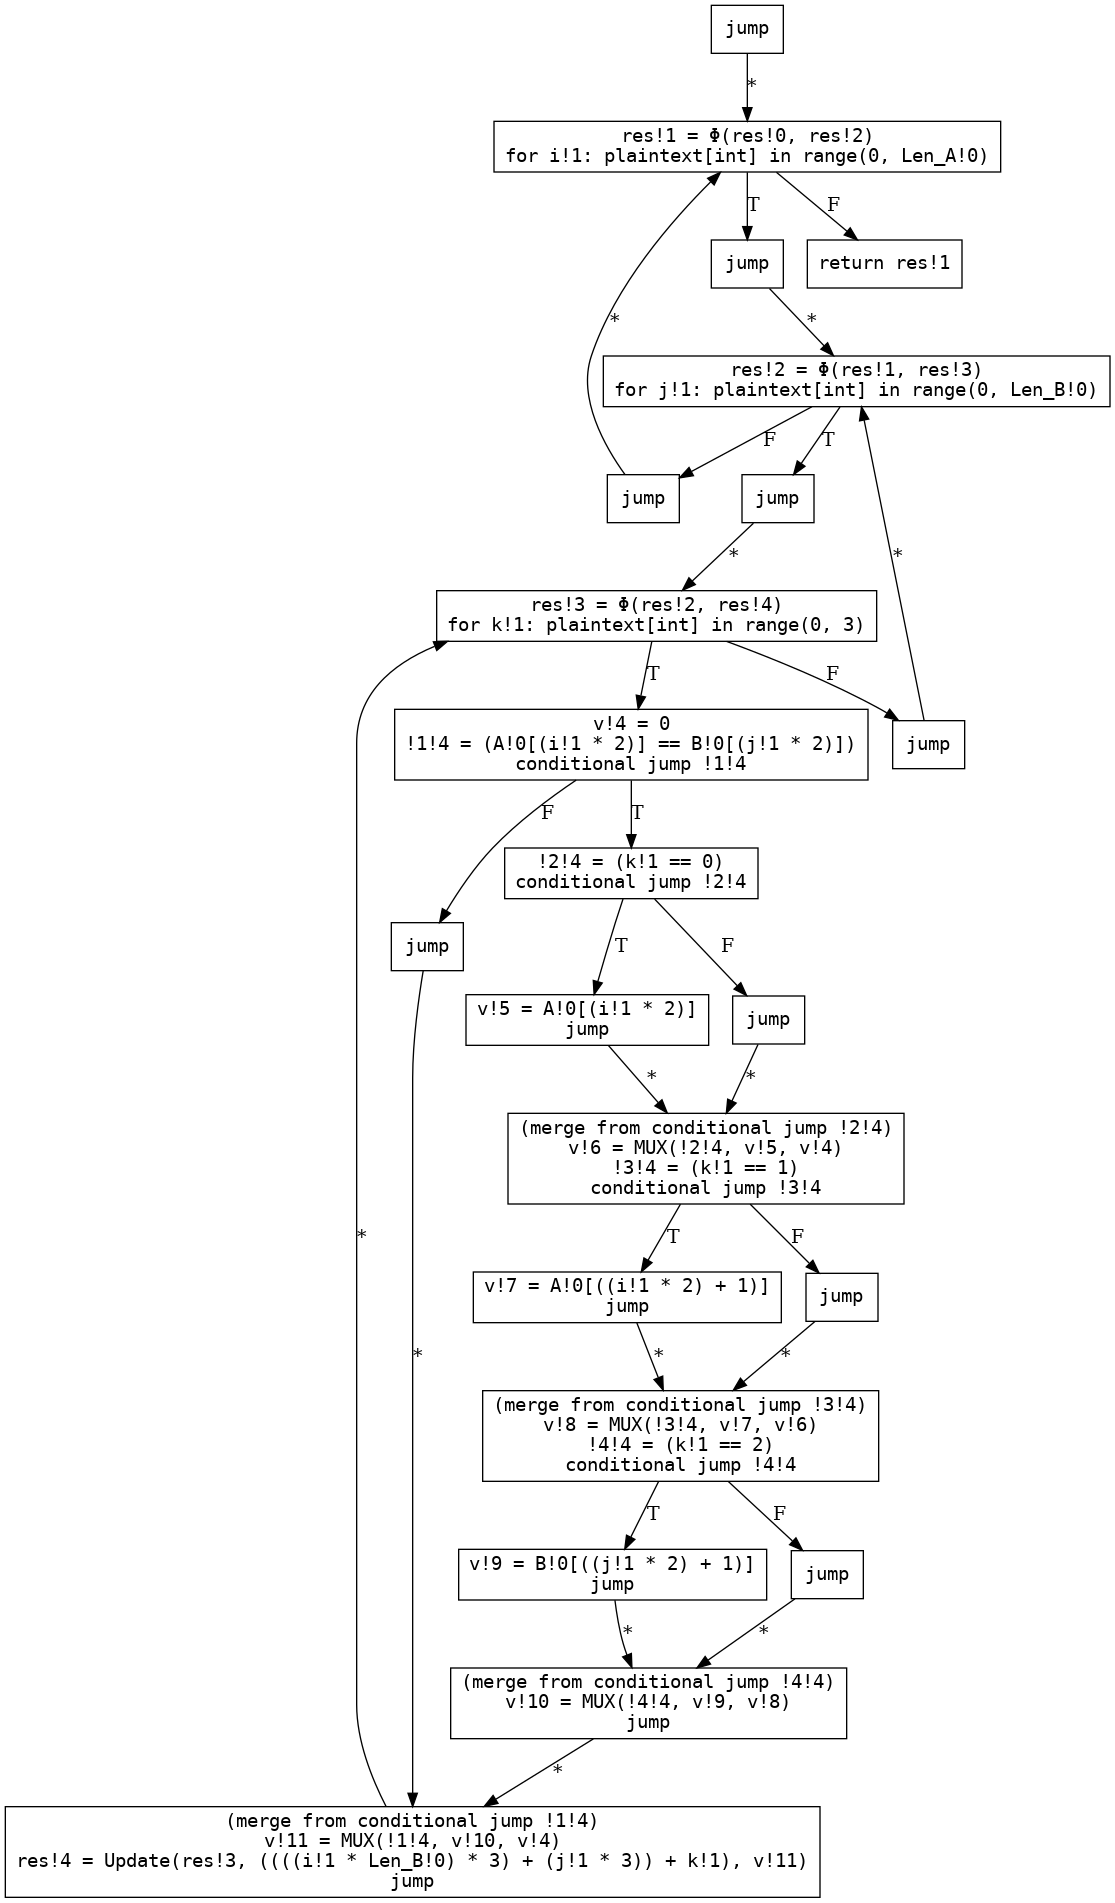 jump
*
res!1 = Φ(res!0, res!2)
for i!1: plaintext[int] in range(0, Len_A!0)
T
F
jump
return res!1
*
*
res!2 = Φ(res!1, res!3)
for j!1: plaintext[int] in range(0, Len_B!0)
F
T
jump
jump
*
*
res!3 = Φ(res!2, res!4)
for k!1: plaintext[int] in range(0, 3)
T
F
v!4 = 0
!1!4 = (A!0[(i!1 * 2)] == B!0[(j!1 * 2)])
conditional jump !1!4
jump
F
T
!2!4 = (k!1 == 0)
conditional jump !2!4
jump
T
F
v!5 = A!0[(i!1 * 2)]
jump
jump
*
*
(merge from conditional jump !2!4)
v!6 = MUX(!2!4, v!5, v!4)
!3!4 = (k!1 == 1)
conditional jump !3!4
*
T
F
v!7 = A!0[((i!1 * 2) + 1)]
jump
jump
*
*
*
(merge from conditional jump !3!4)
v!8 = MUX(!3!4, v!7, v!6)
!4!4 = (k!1 == 2)
conditional jump !4!4
T
F
v!9 = B!0[((j!1 * 2) + 1)]
jump
jump
*
*
(merge from conditional jump !4!4)
v!10 = MUX(!4!4, v!9, v!8)
jump
*
(merge from conditional jump !1!4)
v!11 = MUX(!1!4, v!10, v!4)
res!4 = Update(res!3, ((((i!1 * Len_B!0) * 3) + (j!1 * 3)) + k!1), v!11)
jump